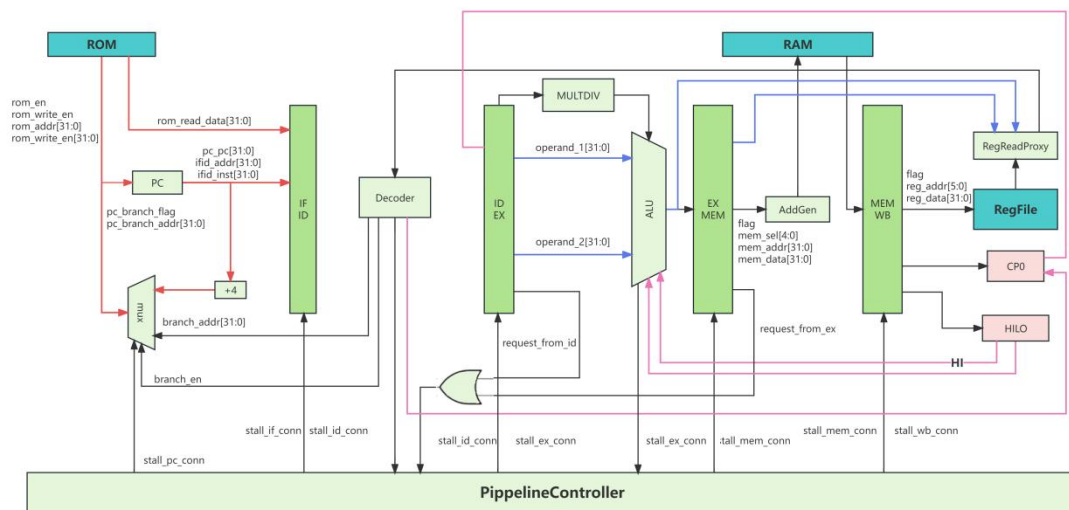 ROM
RAM
rom_en
rom_write_en
rom_addr[31:0]
rom_write_en[31:0]
rom_read_data[31:0]
pc_pc[31:0]
ifid_addr[31:0]
ifid_inst[31:0]
PC
pc_branch_flag
pc_branch_addr[31:0]
+4
mux
IF
ID
branch_addr[31:0]
branch_en
Decoder
MULTDIV
ID
EX
operand_1[31:0]
operand_2[31:0]
ALU
EX
MEM
AddGen
flag
mem_sel[4:0]
mem_addr[31:0]
mem_data[31:0]
MEM
WB
flag
reg_addr[5:0]
reg_data[31:0]
RegReadProxy
RegFile
CP0
HILO
HI
request_from_id
request_from_ex
stall_pc_conn
stall_if_conn
stall_id_conn
stall_id_conn
stall_ex_conn
stall_ex_conn
stall_mem_conn
stall_mem_conn
stall_wb_conn
PippelineController